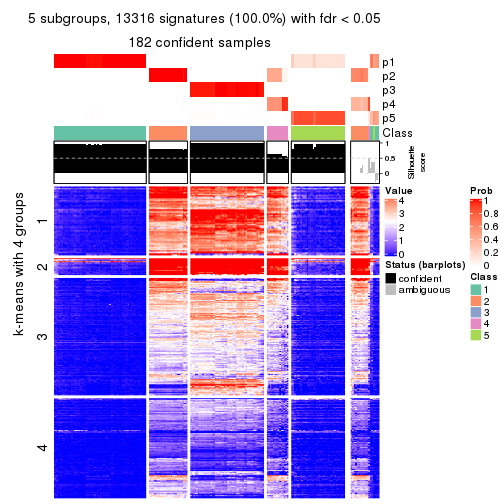 5 subgroups, 13316 signatures (100.0%) with fdr < 0.05
182 confident samples
p1
p2
p3
p4
p5
Class
1
0.5
0
Silhouette
score
k-means with 4 groups
1
2
3
4
Value
4
3
2
1
0
Status (barplots)
confident
ambiguous
Prob
1
0.8
0.6
0.4
0.2
0
Class
1
2
3
4
5